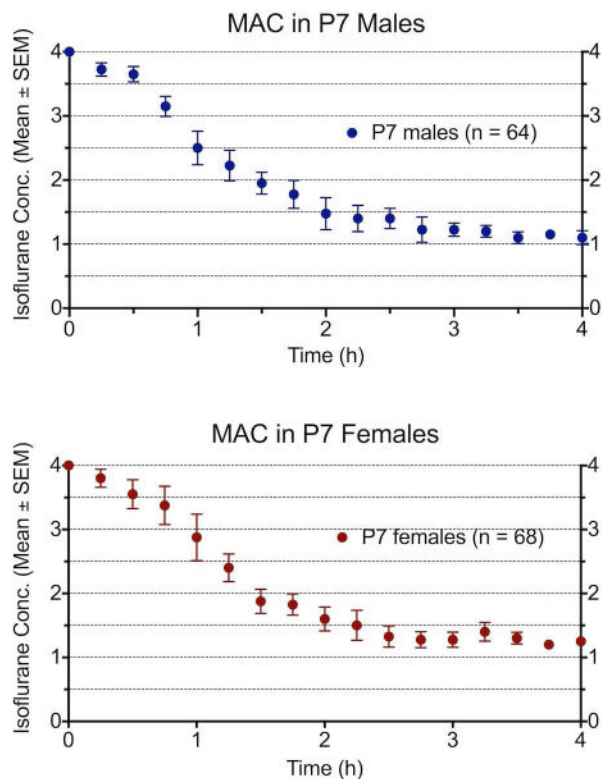 MAC in P7 Males
Isoflurane Conc. (Mean ± SEM)
4 4
3 3
P7 males (n = 64)
2 2
1 1
0 0
0 1 2 3 4
Time (h)
MAC in P7 Females
Isoflurane Conc. (Mean ± SEM)
4 4
3 3
P7 females (n = 68)
2 2
1 1
0 0
0 1 2 3 4
Time (h)